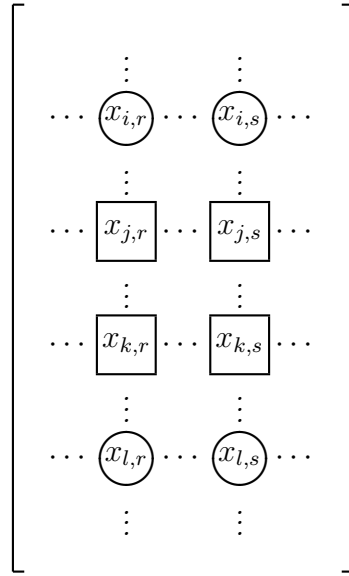 ⋮ ⋮
⋯ x_{i,r} ⋯ x_{i,s} ⋯
⋮ ⋮
⋯ x_{j,r} ⋯ x_{j,s} ⋯
⋮ ⋮
⋯ x_{k,r} ⋯ x_{k,s} ⋯
⋮ ⋮
⋯ x_{l,r} ⋯ x_{l,s} ⋯
⋮ ⋮